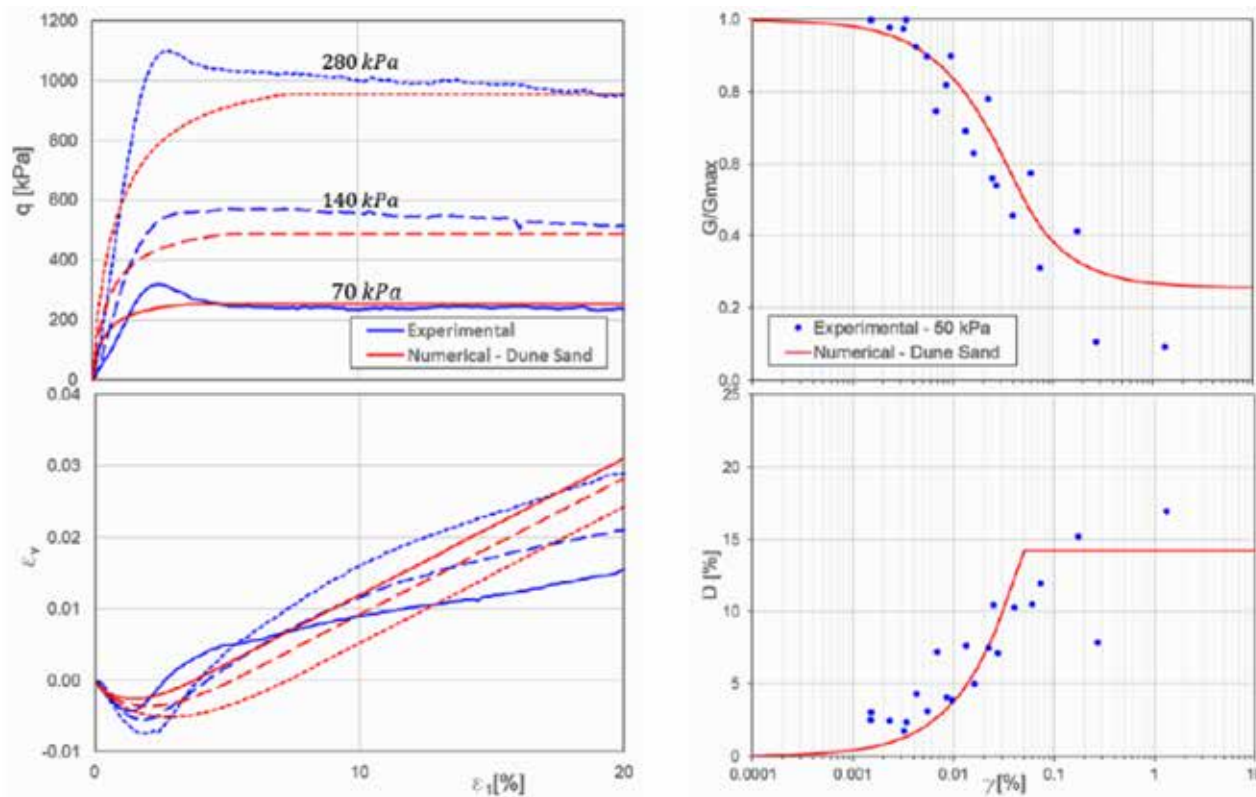 1200
1000
800
600
400
200
0
q [kPa]
280 kPa
140 kPa
70 kPa
Experimental
Numerical - Dune Sand
0.04
0.03
0.02
0.01
0.00
-0.01
εv
0
5
10
15
20
ε1[%]
1.0
0.8
0.6
0.4
0.2
0.0
G/Gmax
Experimental - 50 kPa
Numerical - Dune Sand
25
20
15
10
5
0
D [%]
0.0001
0.001
0.01
0.1
1
10
γ[%]